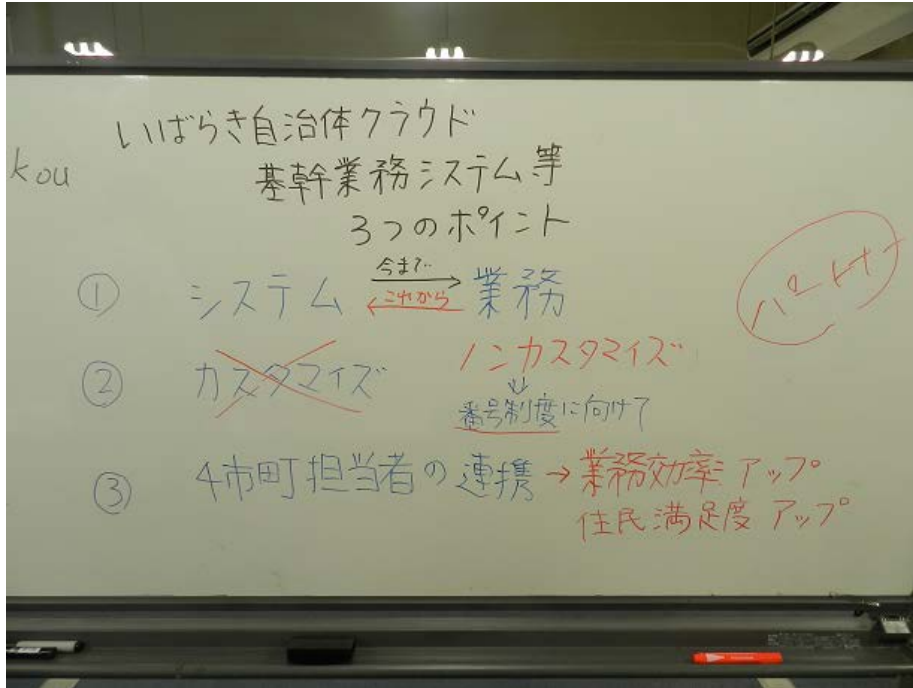 いばらき自治体クラウド
kou
基幹業務システム等
3つのポイント
① システム 今まで‥ → ← これから 業務
パートナー
② カスタマイズ ノンカスタマイズ
⇓
番号制度に向けて
③ 4市町担当者の連携 → 業務効率 アップ
住民満足度 アップ